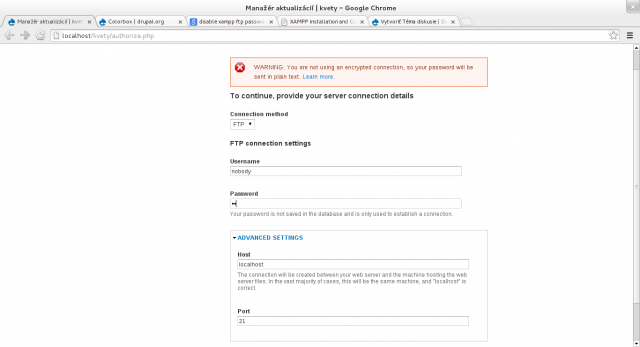 Manažér aktualizácií | kvety ~ Google Chrome
Manažér aktualizácií | kvety
Colorbox | drupal.org
disable xampp ftp passwo
XAMPP Installation and Co
Vytvoriť Téma diskusie | D
localhost/kvety/authorize.php
WARNING: You are not using an encrypted connection, so your password will be
sent in plain text. Learn more.
To continue, provide your server connection details
Connection method
FTP
FTP connection settings
Username
nobody
Password
••
Your password is not saved in the database and is only used to establish a connection.
ADVANCED SETTINGS
Host
localhost
The connection will be created between your web server and the machine hosting the web
server files. In the vast majority of cases, this will be the same machine, and "localhost" is
correct.
Port
21